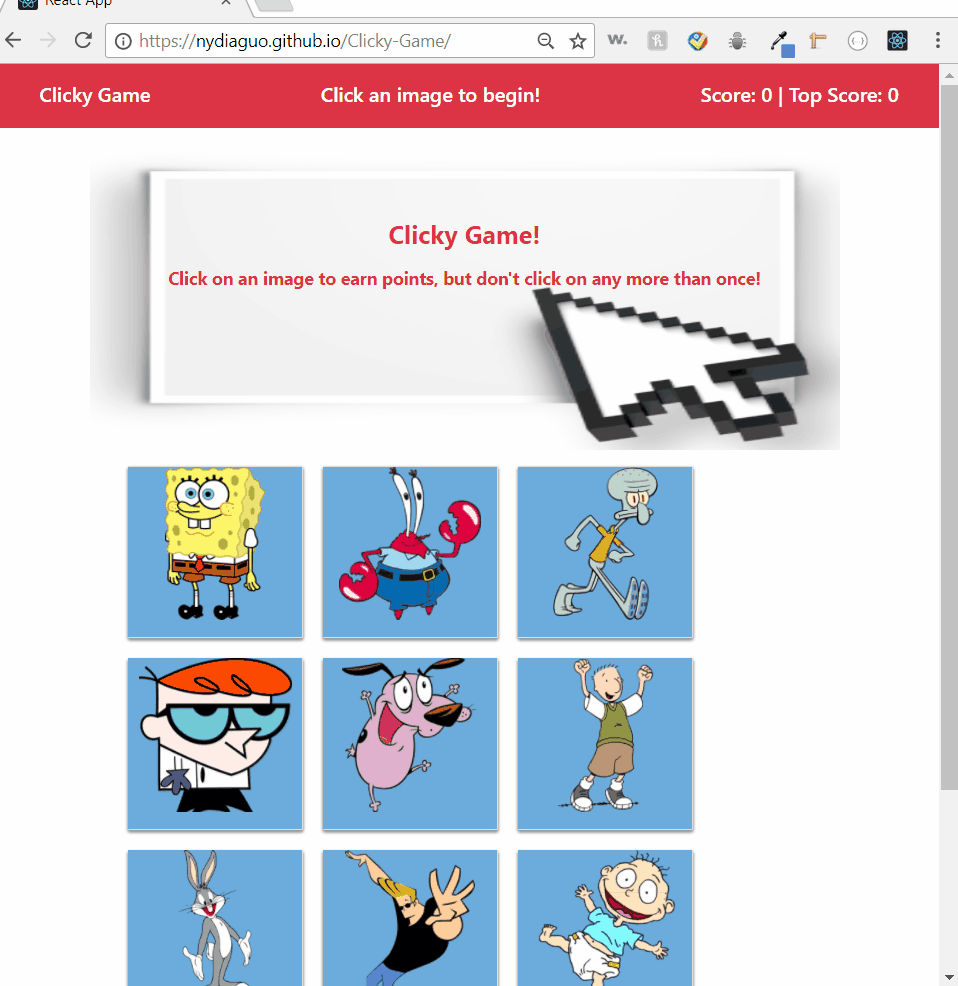 React App
https://nydiaguo.github.io/Clicky-Game/
w.
h
{··}
Clicky Game
Click an image to begin!
Score: 0 | Top Score: 0
Clicky Game!
Click on an image to earn points, but don't click on any more than once!